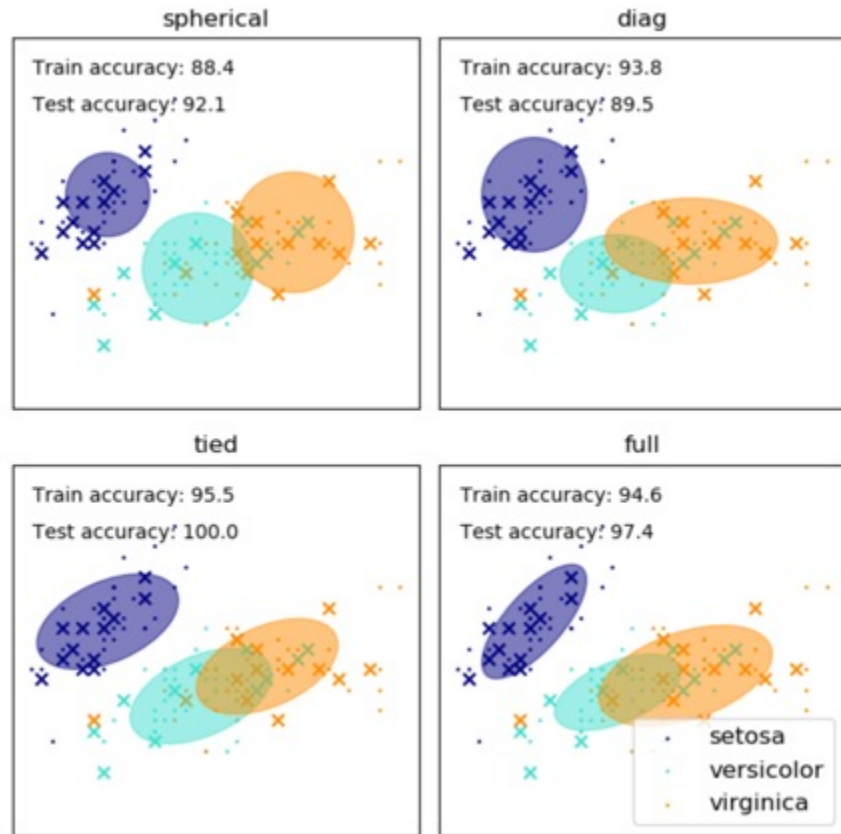 spherical
Train accuracy: 88.4
Test accuracy: 92.1
diag
Train accuracy: 93.8
Test accuracy: 89.5
tied
Train accuracy: 95.5
Test accuracy: 100.0
full
Train accuracy: 94.6
Test accuracy: 97.4
setosa
versicolor
virginica